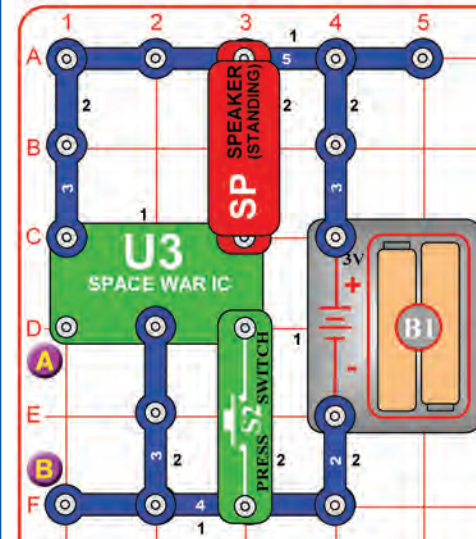 1 2 3 4 5
A
1
5
2
2
2
SPEAKER
(STANDING)
SP
B
3
3
C
1
U3
SPACE WAR IC
3V
+
B1
-
D
1
A
S2
PRESS SWITCH
E
B
3
2
2
2
2
F
4
1